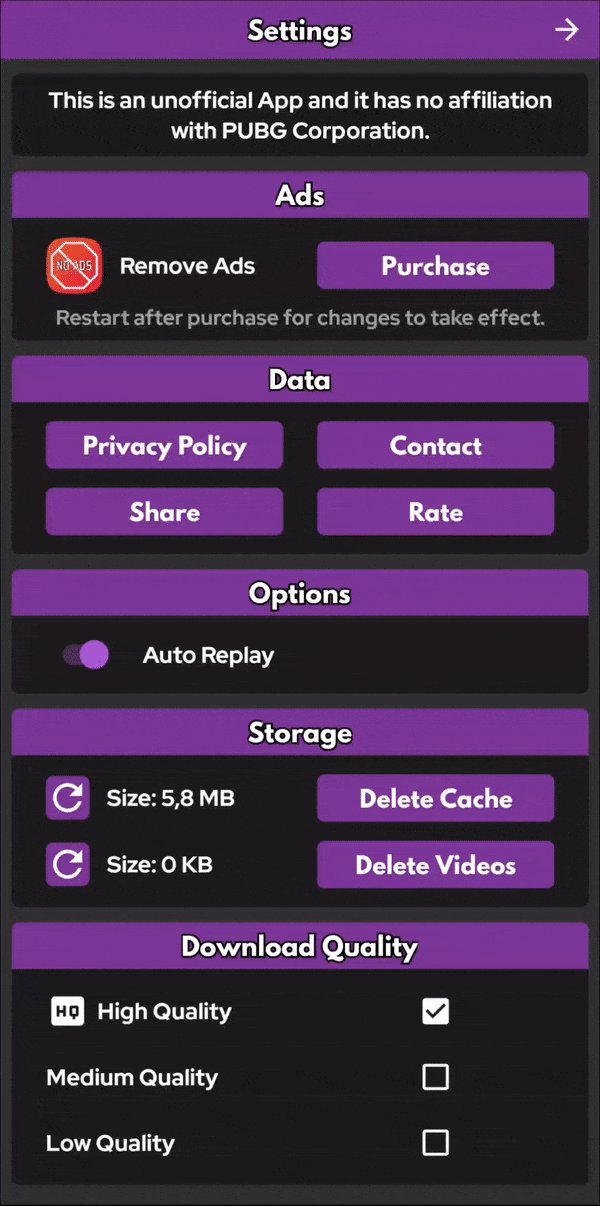 Settings
This is an unofficial App and it has no affiliation
with PUBG Corporation.
Ads
NO ADS
Remove Ads
Purchase
Restart after purchase for changes to take effect.
Data
Privacy Policy
Contact
Share
Rate
Options
Auto Replay
Storage
Size: 5,8 MB
Delete Cache
Size: 0 KB
Delete Videos
Download Quality
HQ
High Quality
Medium Quality
Low Quality